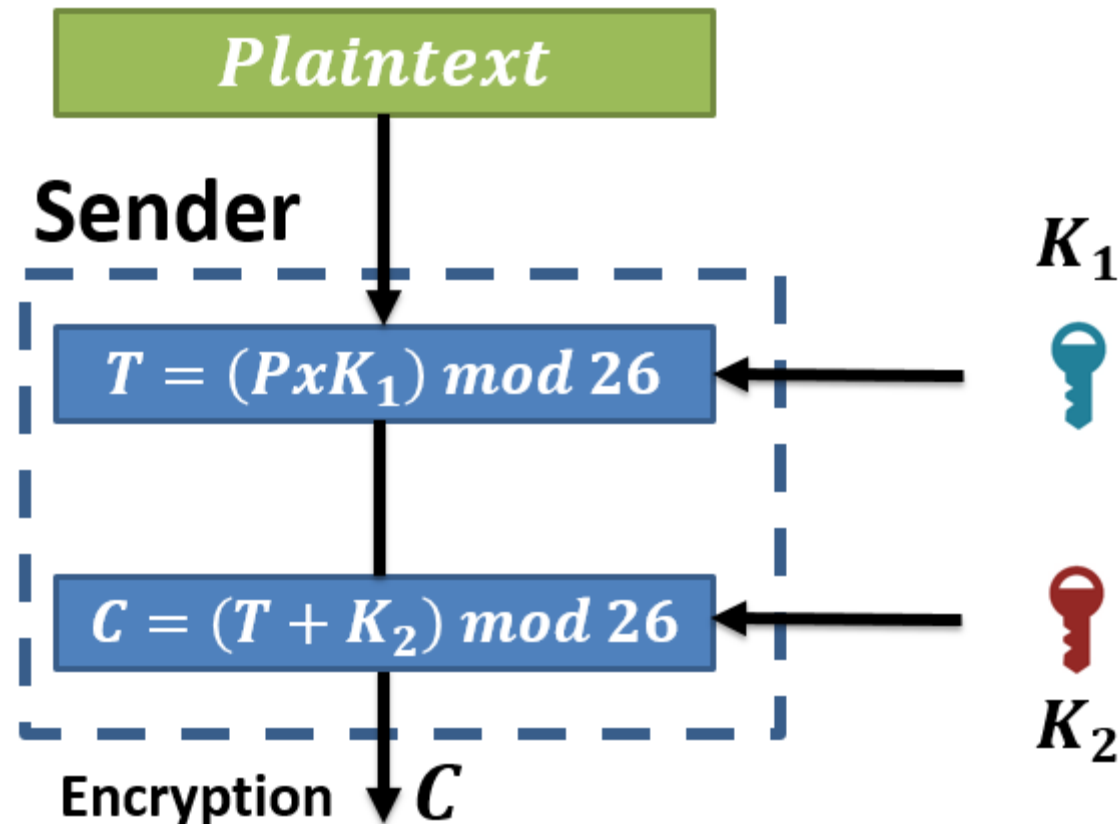 Plaintext
Sender
K₁
T = (PxK₁) mod 26
C = (T + K₂) mod 26
K₂
Encryption C